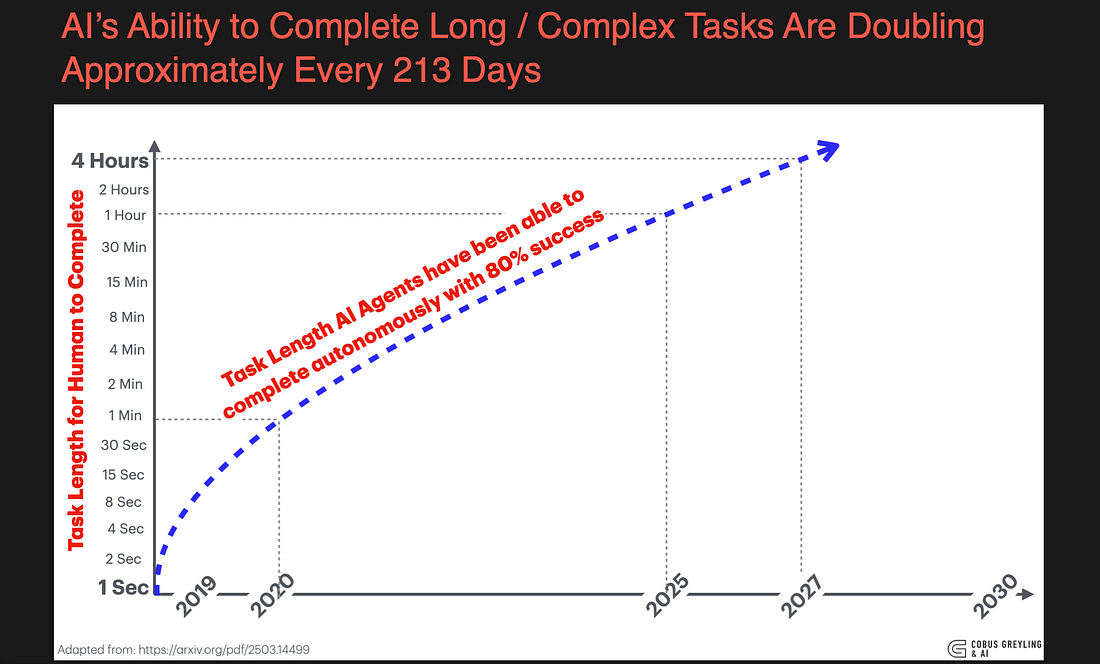 AI's Ability to Complete Long / Complex Tasks Are Doubling
Approximately Every 213 Days
Task Length for Human to Complete
4 Hours
2 Hours
1 Hour
30 Min
15 Min
8 Min
4 Min
2 Min
1 Min
30 Sec
15 Sec
8 Sec
4 Sec
2 Sec
1 Sec
Task Length AI Agents have been able to
complete autonomously with 80% success
2019
2020
2025
2027
2030
Adapted from: https://arxiv.org/pdf/2503.14499
COBUS GREYLING
& AI